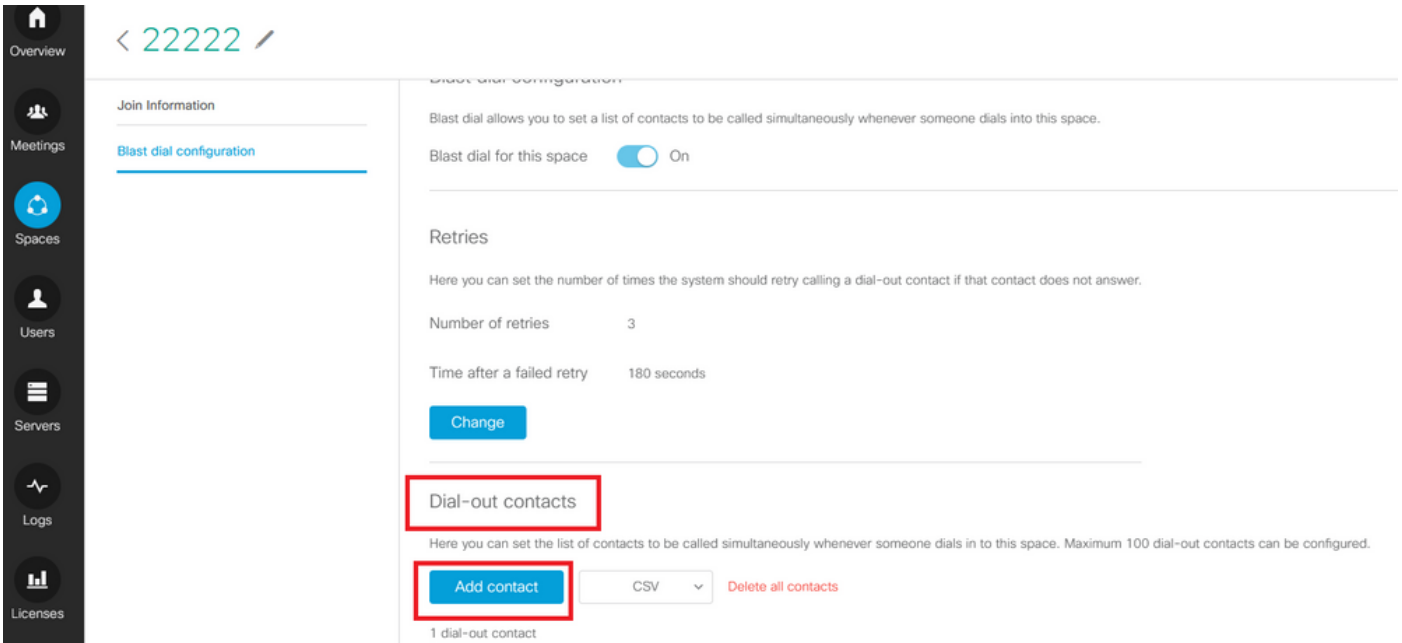 Overview
Meetings
Spaces
Users
Servers
Logs
Licenses
< 22222
Join Information
Blast dial configuration
Blast dial configuration
Blast dial allows you to set a list of contacts to be called simultaneously whenever someone dials into this space.
Blast dial for this space On
Retries
Here you can set the number of times the system should retry calling a dial-out contact if that contact does not answer.
Number of retries 3
Time after a failed retry 180 seconds
Change
Dial-out contacts
Here you can set the list of contacts to be called simultaneously whenever someone dials in to this space. Maximum 100 dial-out contacts can be configured.
Add contact CSV Delete all contacts
1 dial-out contact